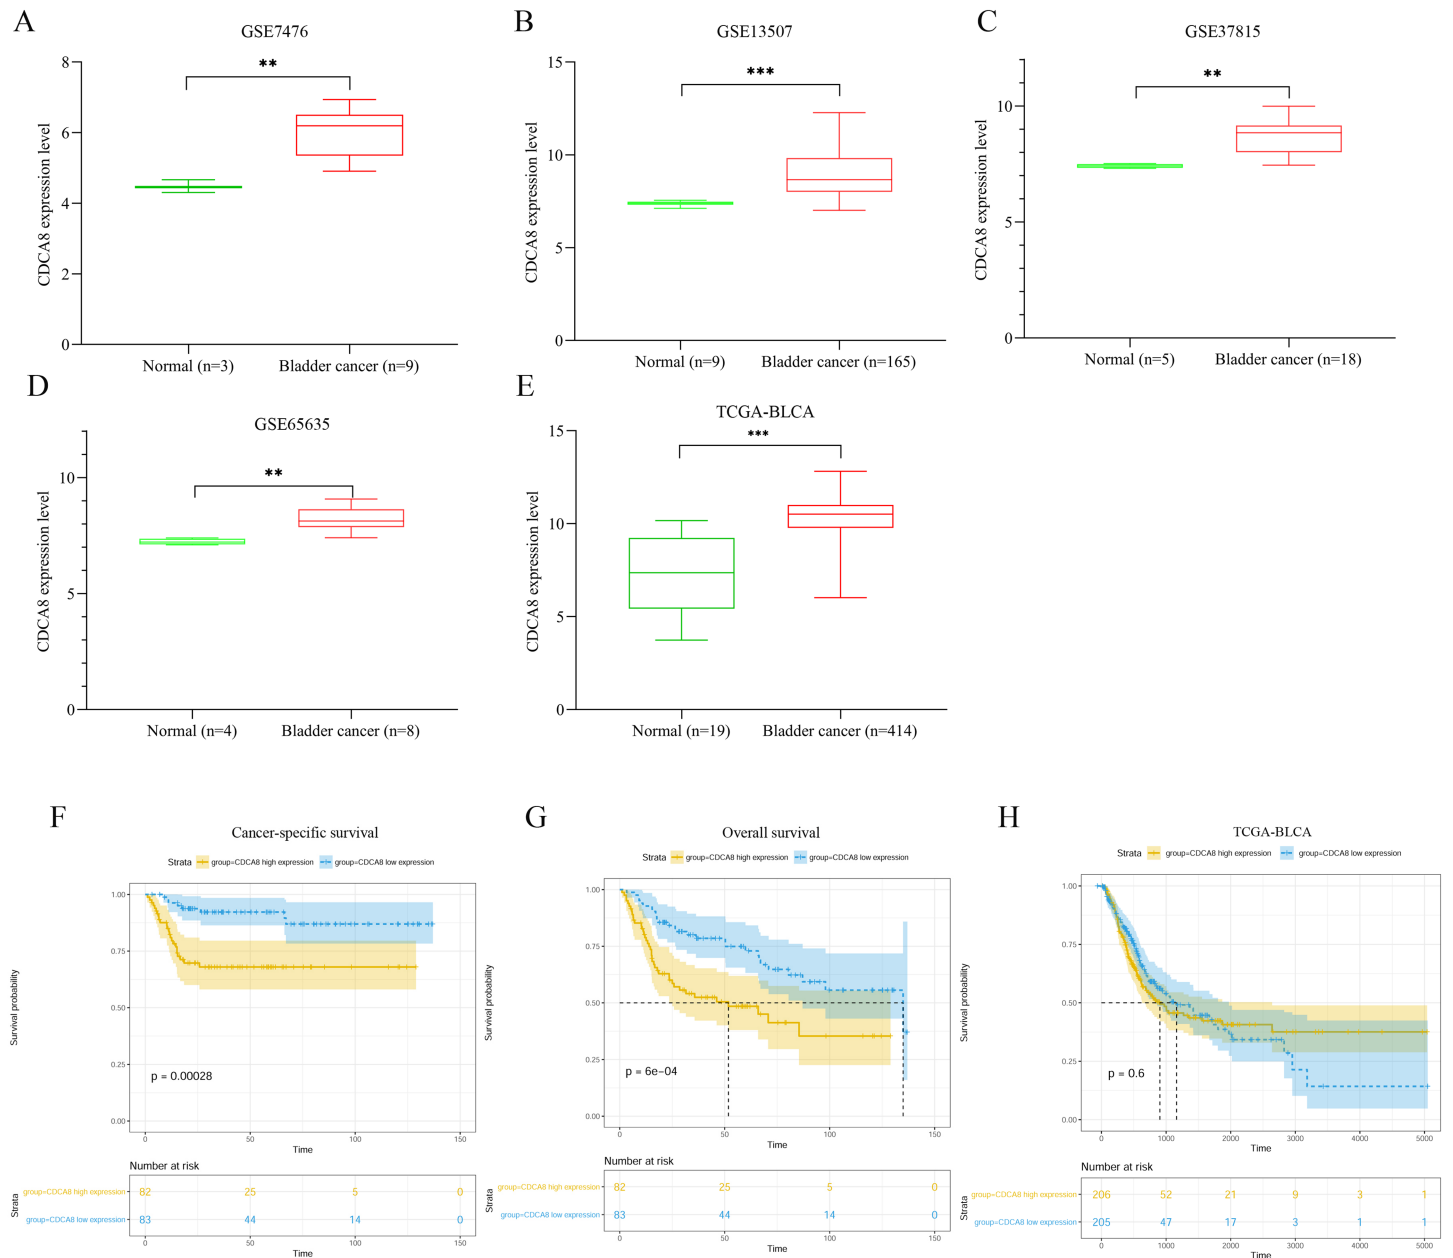 A
GSE7476
**
CDCA8 expression level
8
6
4
2
0
Normal (n=3)
Bladder cancer (n=9)
B
GSE13507
***
CDCA8 expression level
15
10
5
0
Normal (n=9)
Bladder cancer (n=165)
C
GSE37815
**
CDCA8 expression level
10
5
0
Normal (n=5)
Bladder cancer (n=18)
D
GSE65635
**
CDCA8 expression level
10
5
0
Normal (n=4)
Bladder cancer (n=8)
E
TCGA-BLCA
***
CDCA8 expression level
15
10
5
0
Normal (n=19)
Bladder cancer (n=414)
F
Cancer-specific survival
Strata group=CDCA8 high expression group=CDCA8 low expression
Survival probability
1.00
0.75
0.50
0.25
0.00
p = 0.00028
0 50 100 150
Time
Number at risk
Strata
group=CDCA8 high expression 82 25 5 0
group=CDCA8 low expression 83 44 14 0
0 50 100 150
Time
G
Overall survival
Strata group=CDCA8 high expression group=CDCA8 low expression
Survival probability
1.00
0.75
0.50
0.25
0.00
p = 6e−04
0 50 100 150
Time
Number at risk
Strata
group=CDCA8 high expression 82 25 5 0
group=CDCA8 low expression 83 44 14 0
0 50 100 150
Time
H
TCGA-BLCA
Strata group=CDCA8 high expression group=CDCA8 low expression
Survival probability
1.00
0.75
0.50
0.25
0.00
p = 0.6
0 1000 2000 3000 4000 5000
Time
Number at risk
Strata
group=CDCA8 high expression 206 52 21 9 3 1
group=CDCA8 low expression 205 47 17 3 1 1
0 1000 2000 3000 4000 5000
Time